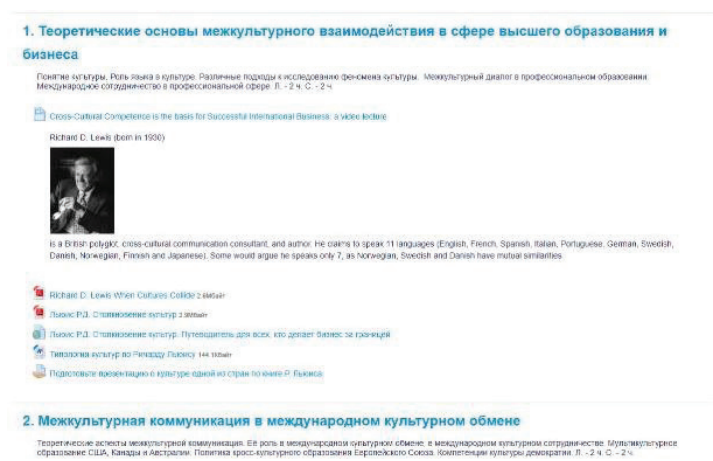 1. Теоретические основы межкультурного взаимодействия в сфере высшего образования и
бизнеса
Понятие культуры. Роль языка в культуре. Различные подходы к исследованию феномена культуры. Межкультурный диалог в профессиональном образовании.
Международное сотрудничество в профессиональной сфере. Л. - 2 ч. С. - 2 ч.
Cross-Cultural Competence is the basis for Successful International Business: a video lecture
Richard D. Lewis (born in 1930)
is a British polyglot, cross-cultural communication consultant, and author. He claims to speak 11 languages (English, French, Spanish, Italian, Portuguese, German, Swedish,
Danish, Norwegian, Finnish and Japanese). Some would argue he speaks only 7, as Norwegian, Swedish and Danish have mutual similarities
Richard D. Lewis When Cultures Collide 2.6Мбайт
Льюис Р.Д. Столкновение культур 2.9Мбайт
Льюис Р.Д. Столкновение культур. Путеводитель для всех, кто делает бизнес за границей
Типология культур по Ричарду Льюису 144.1Кбайт
Подготовьте презентацию о культуре одной из стран по книге Р. Льюиса
2. Межкультурная коммуникация в международном культурном обмене
Теоретические аспекты межкультурной коммуникация. Её роль в международном культурном обмене, в международном культурном сотрудничестве. Мультикультурное
образование США, Канады и Австралии. Политика кросс-культурного образования Европейского Союза. Компетенции культуры демократии. Л. - 2 ч. С. - 2 ч.